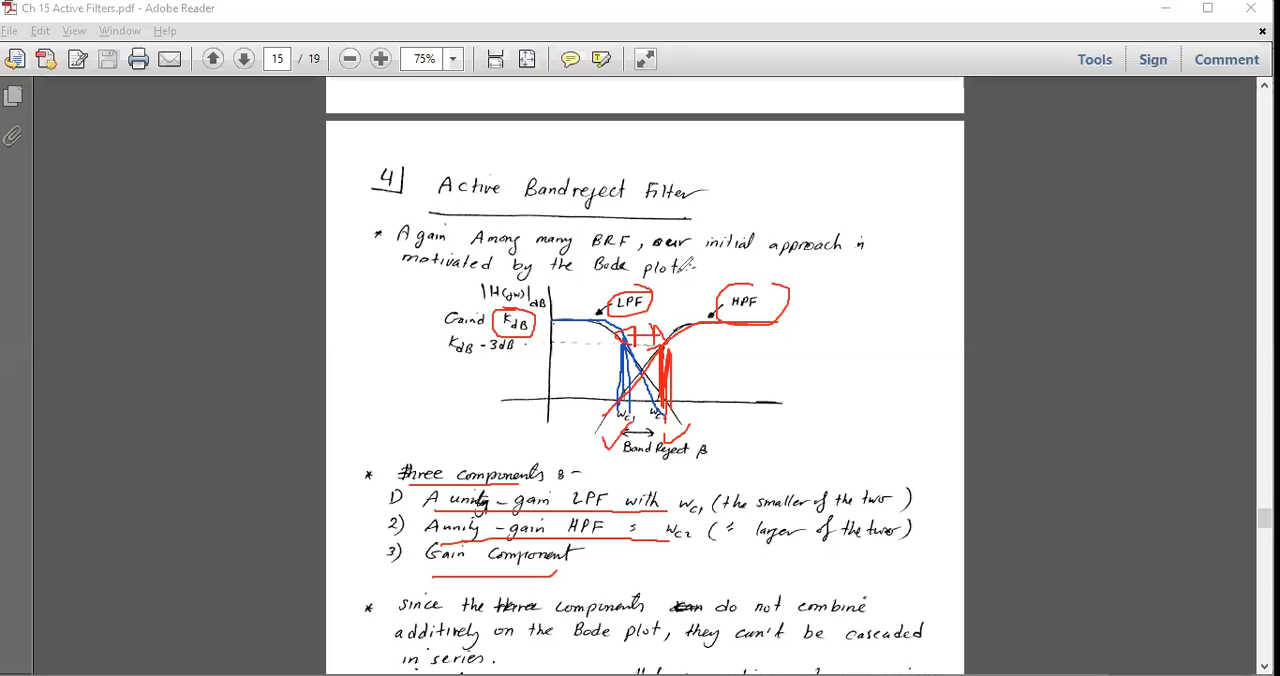 Ch 15 Active Filters.pdf - Adobe Reader
File Edit View Window Help
15 / 19 75% Tools Sign Comment
4 Active Bandreject Filter
* Again Among many BRF, our initial approach is
motivated by the Bode plot:-
|H(jω)|dB LPF HPF
Gain KdB
KdB - 3dB
ωc1 ωc
Band Reject β
* three components :-
1) A unity-gain LPF with ωc1 (the smaller of the two)
2) A unity-gain HPF = ωc2 (= larger of the two)
3) Gain Component
* since the three components do not combine
additively on the Bode plot, they can't be cascaded
in series.